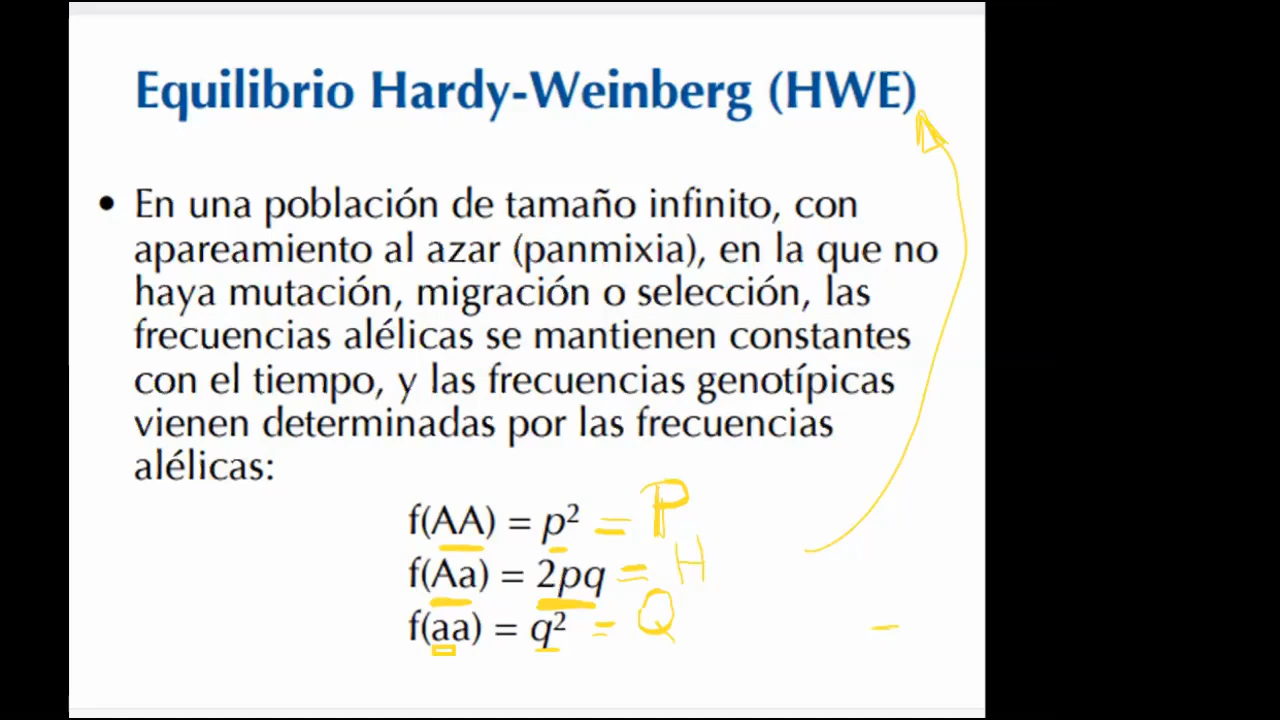 Equilibrio Hardy-Weinberg (HWE)
• En una población de tamaño infinito, con
apareamiento al azar (panmixia), en la que no
haya mutación, migración o selección, las
frecuencias alélicas se mantienen constantes
con el tiempo, y las frecuencias genotípicas
vienen determinadas por las frecuencias
alélicas:
f(AA) = p² = P
f(Aa) = 2pq = H
f(aa) = q² = Q